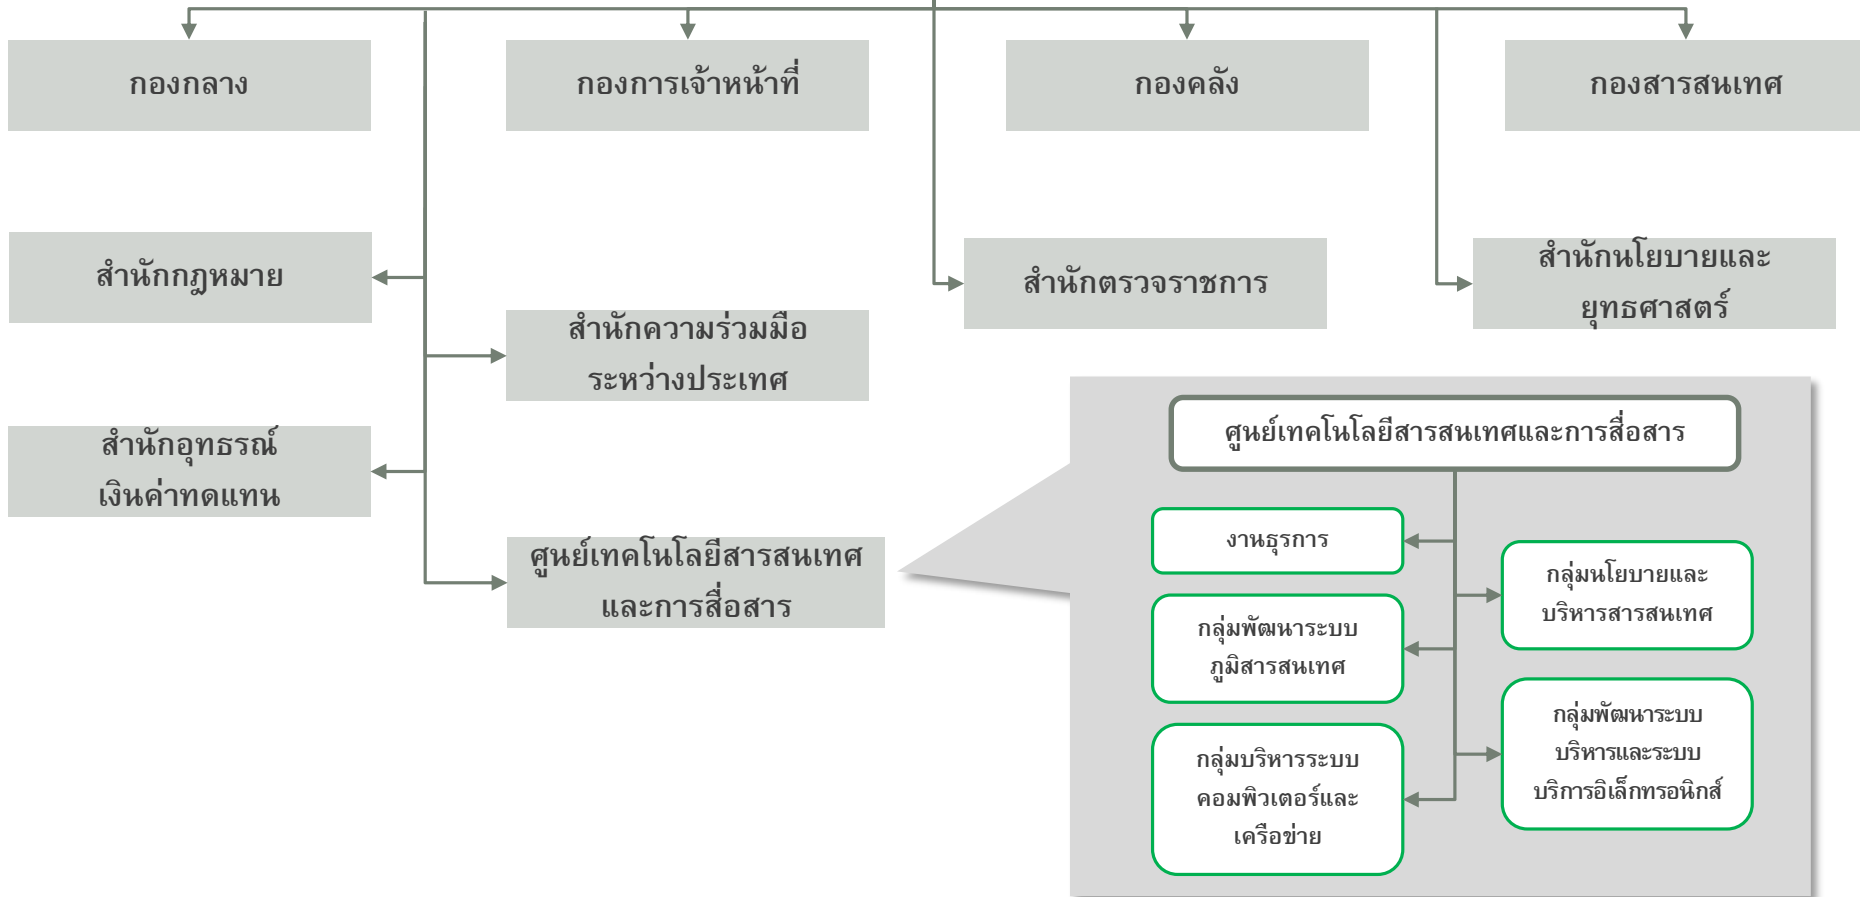 กองกลาง
กองการเจ้าหน้าที่
กองคลัง
กองสารสนเทศ
สำนักกฎหมาย
สำนักความร่วมมือ
ระหว่างประเทศ
สำนักตรวจราชการ
สำนักนโยบายและ
ยุทธศาสตร์
สำนักอุทธรณ์
เงินค่าทดแทน
ศูนย์เทคโนโลยีสารสนเทศ
และการสื่อสาร
ศูนย์เทคโนโลยีสารสนเทศและการสื่อสาร
งานธุรการ
กลุ่มนโยบายและ
บริหารสารสนเทศ
กลุ่มพัฒนาระบบ
ภูมิสารสนเทศ
กลุ่มพัฒนาระบบ
บริหารและระบบ
บริการอิเล็กทรอนิกส์
กลุ่มบริหารระบบ
คอมพิวเตอร์และ
เครือข่าย